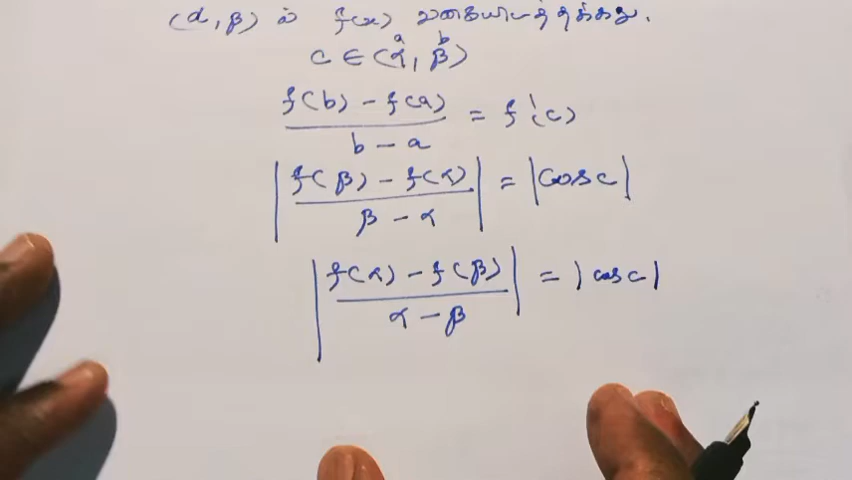 (α, β) ல் f(x) வகையிடத்தக்கது.
a b
c ∈ (α, β)
f(b) - f(a) / b - a = f'(c)
| f(β) - f(α) / β - α | = |cos c|
| f(α) - f(β) / α - β | = |cos c|